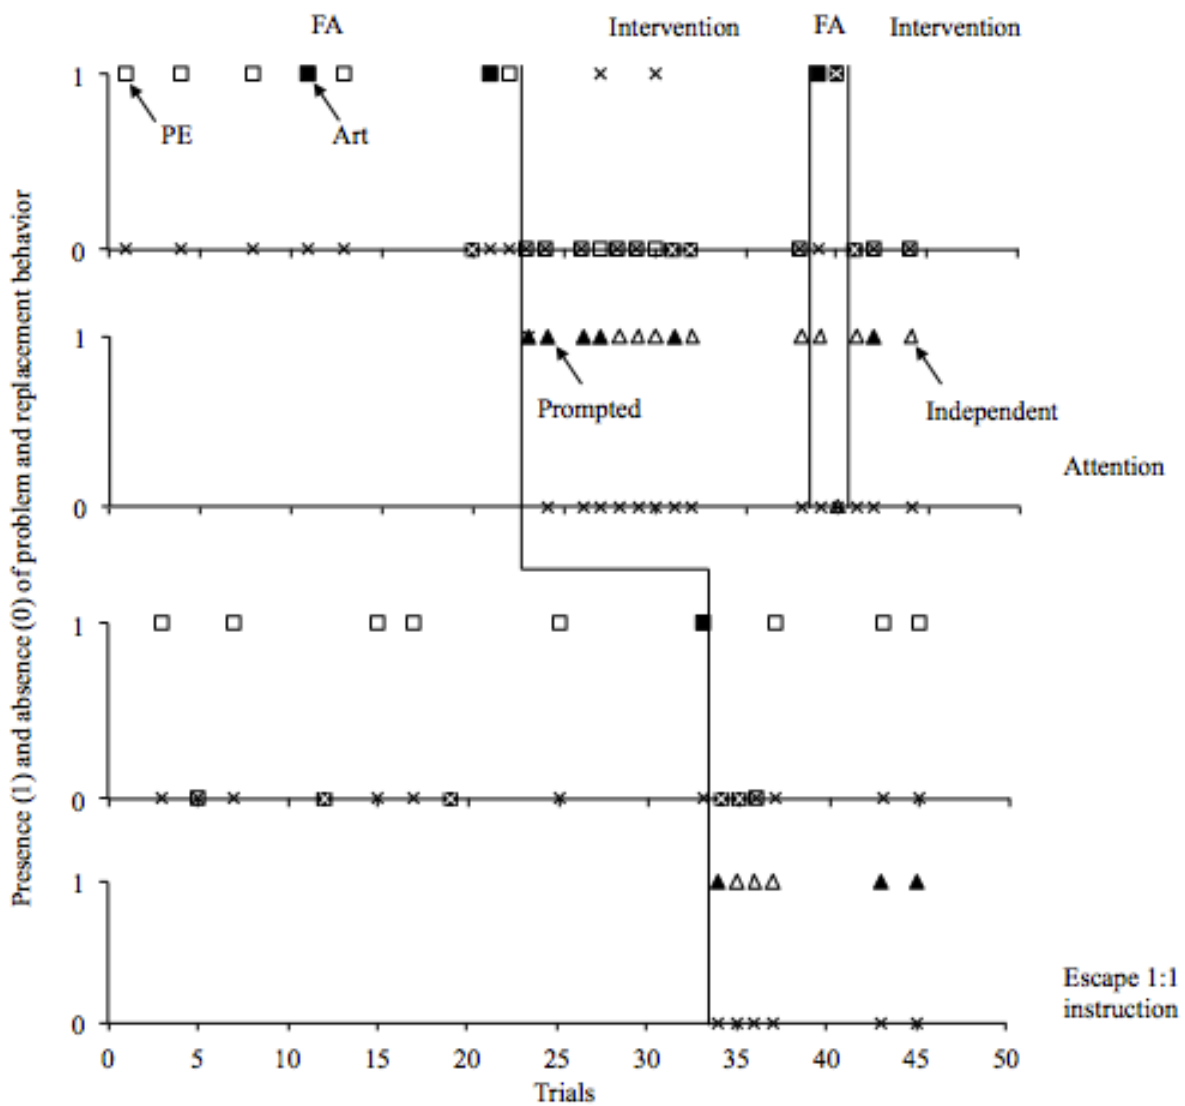 FA Intervention FA Intervention
1
PE Art
0
1
Prompted Independent
Attention
0
Presence (1) and absence (0) of problem and replacement behavior
1
0
1
Escape 1:1
instruction
0
0 5 10 15 20 25 30 35 40 45 50
Trials